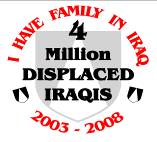 I HAVE FAMILY IN IRAQ
4
Million
DISPLACED
IRAQIS
2003 - 2008